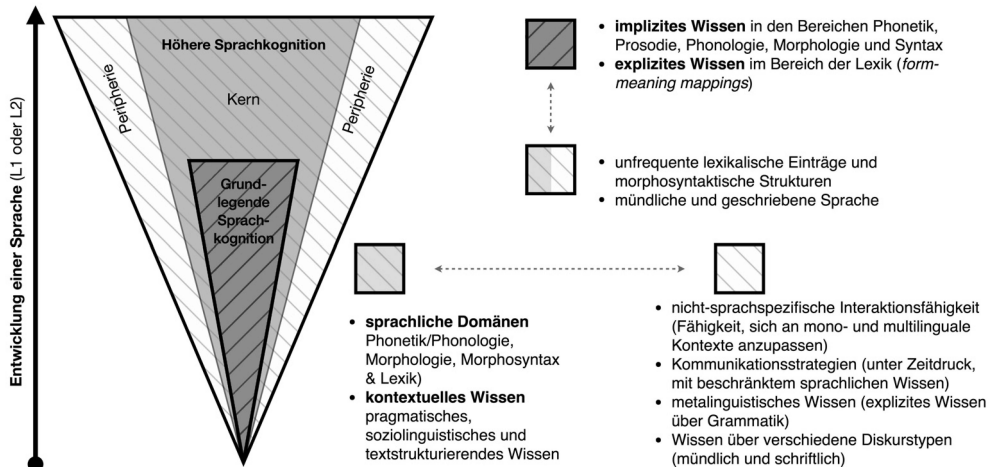 Entwicklung einer Sprache (L1 oder L2)
Höhere Sprachkognition
Peripherie
Kern
Peripherie
Grund-
legende
Sprach-
kognition
• implizites Wissen in den Bereichen Phonetik,
Prosodie, Phonologie, Morphologie und Syntax
• explizites Wissen im Bereich der Lexik (form-
meaning mappings)
• unfrequente lexikalische Einträge und
morphosyntaktische Strukturen
• mündliche und geschriebene Sprache
• sprachliche Domänen
Phonetik/Phonologie,
Morphologie, Morphosyntax
& Lexik)
• kontextuelles Wissen
pragmatisches,
soziolinguistisches und
textstrukturierendes Wissen
• nicht-sprachspezifische Interaktionsfähigkeit
(Fähigkeit, sich an mono- und multilinguale
Kontexte anzupassen)
• Kommunikationsstrategien (unter Zeitdruck,
mit beschränktem sprachlichen Wissen)
• metalinguistisches Wissen (explizites Wissen
über Grammatik)
• Wissen über verschiedene Diskurstypen
(mündlich und schriftlich)